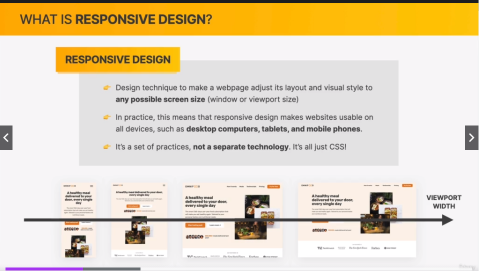 WHAT IS RESPONSIVE DESIGN?
RESPONSIVE DESIGN
👉 Design technique to make a webpage adjust its layout and visual style to
any possible screen size (window or viewport size)
👉 In practice, this means that responsive design makes websites usable on
all devices, such as desktop computers, tablets, and mobile phones.
👉 It's a set of practices, not a separate technology. It's all just CSS!
A healthy meal
delivered to your
door, every
single day
A healthy meal
delivered to your door,
every single day
A healthy meal
delivered to your door,
every single day
A healthy meal
delivered to your door,
every single day
VIEWPORT
WIDTH